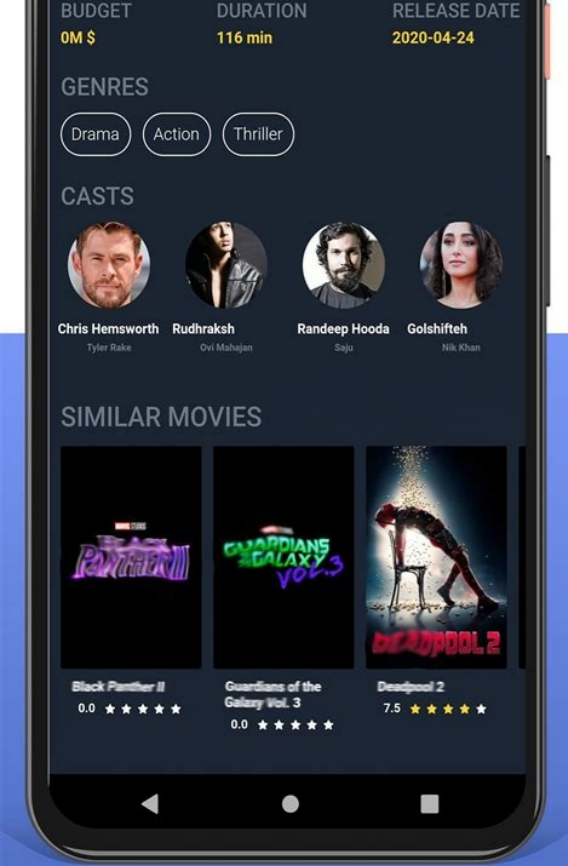 BUDGET DURATION RELEASE DATE
0M $ 116 min 2020-04-24
GENRES
Drama Action Thriller
CASTS
Chris Hemsworth Rudhraksh Randeep Hooda Golshifteh
Tyler Rake Ovi Mahajan Saju Nik Khan
SIMILAR MOVIES
MARVEL STUDIOS
BLACK
PANTHER II
GUARDIANS
OF THE
GALAXY
VOL.3
DEADPOOL 2
Black Panther II Guardians of the Deadpool 2
Galaxy Vol. 3
0.0 7.5
0.0